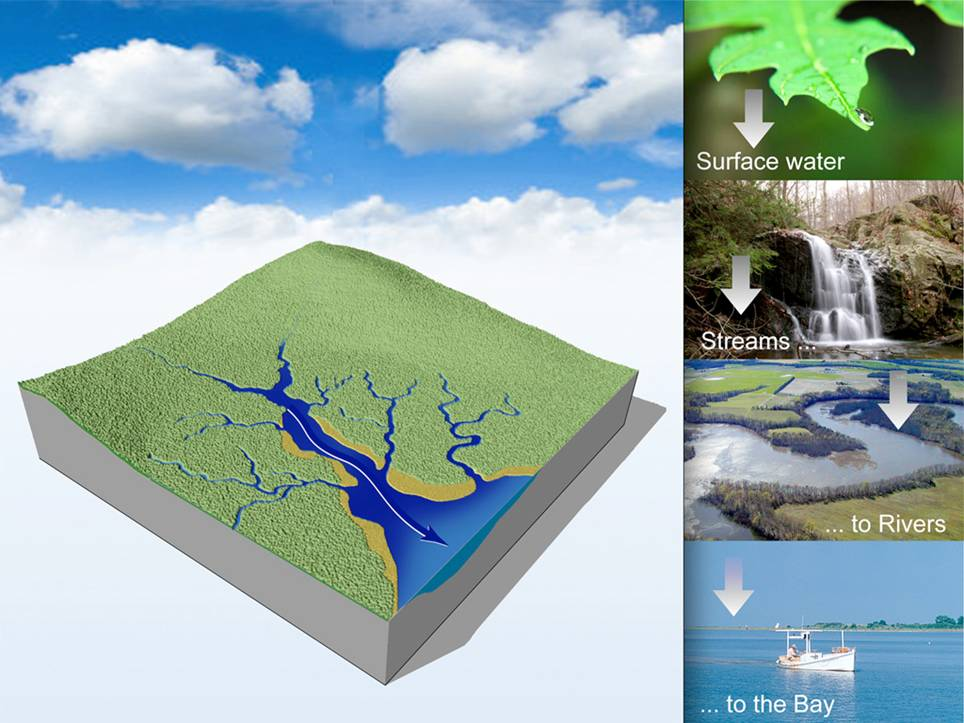 Surface water
Streams ...
... to Rivers
... to the Bay